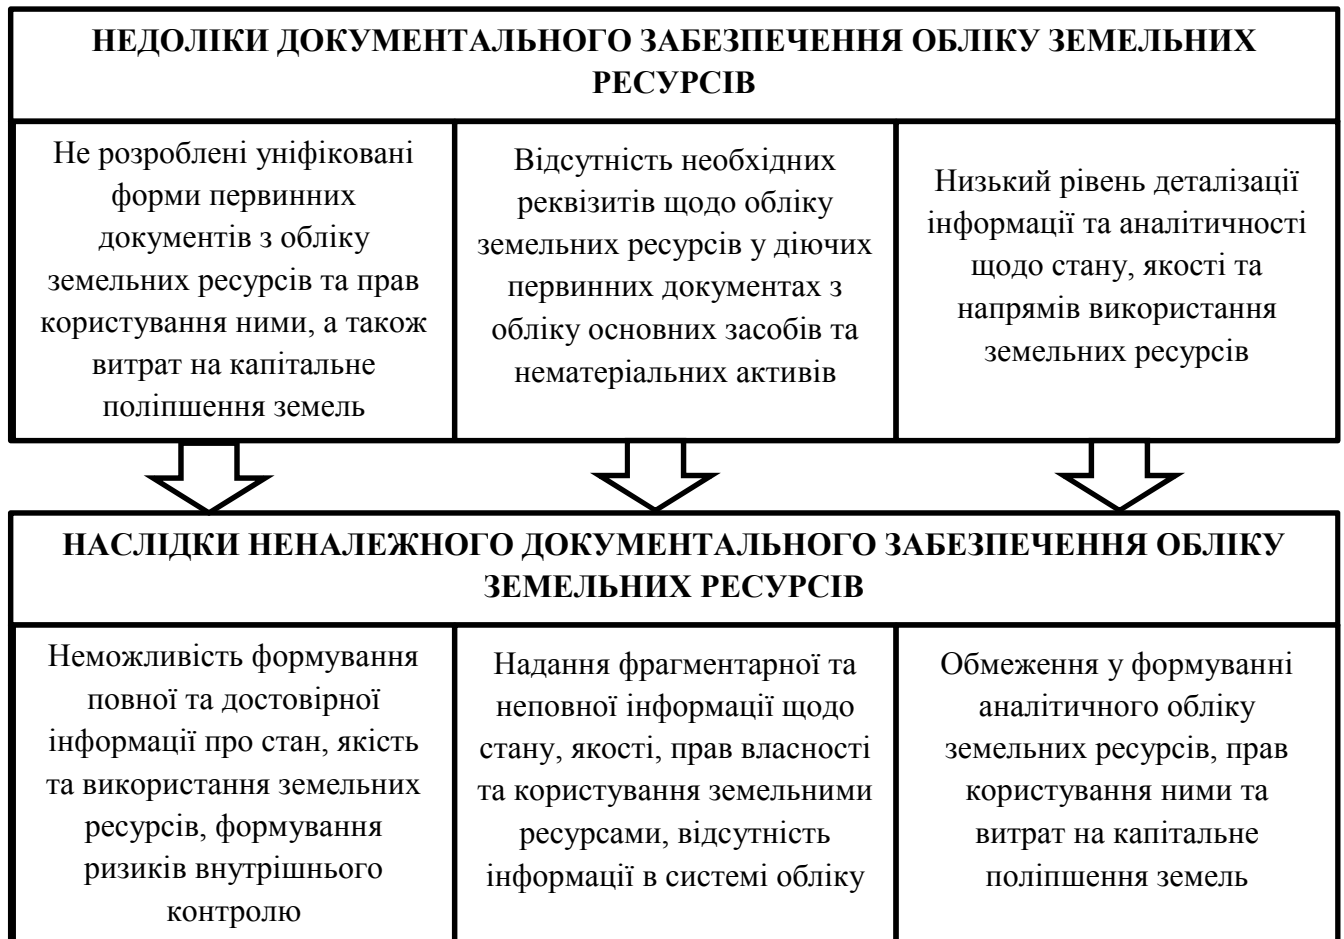 НЕДОЛІКИ ДОКУМЕНТАЛЬНОГО ЗАБЕЗПЕЧЕННЯ ОБЛІКУ ЗЕМЕЛЬНИХ
РЕСУРСІВ
Не розроблені уніфіковані
форми первинних
документів з обліку
земельних ресурсів та прав
користування ними, а також
витрат на капітальне
поліпшення земель
Відсутність необхідних
реквізитів щодо обліку
земельних ресурсів у діючих
первинних документах з
обліку основних засобів та
нематеріальних активів
Низький рівень деталізації
інформації та аналітичності
щодо стану, якості та
напрямів використання
земельних ресурсів
НАСЛІДКИ НЕНАЛЕЖНОГО ДОКУМЕНТАЛЬНОГО ЗАБЕЗПЕЧЕННЯ ОБЛІКУ
ЗЕМЕЛЬНИХ РЕСУРСІВ
Неможливість формування
повної та достовірної
інформації про стан, якість
та використання земельних
ресурсів, формування
ризиків внутрішнього
контролю
Надання фрагментарної та
неповної інформації щодо
стану, якості, прав власності
та користування земельними
ресурсами, відсутність
інформації в системі обліку
Обмеження у формуванні
аналітичного обліку
земельних ресурсів, прав
користування ними та
витрат на капітальне
поліпшення земель